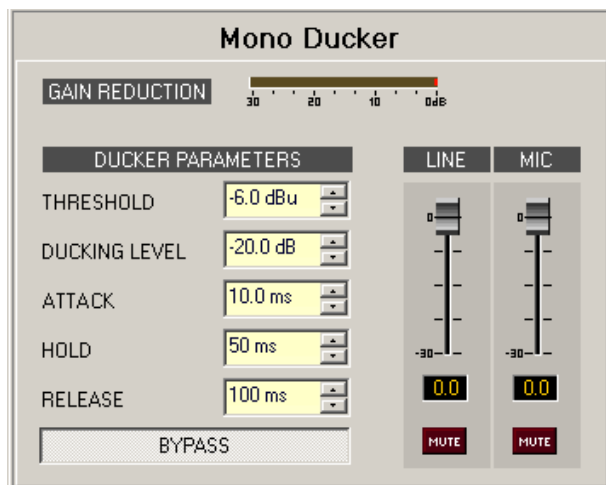 Mono Ducker
GAIN REDUCTION
30 20 10 0dB
DUCKER PARAMETERS
LINE
MIC
THRESHOLD -6.0 dBu
DUCKING LEVEL -20.0 dB
ATTACK 10.0 ms
HOLD 50 ms
RELEASE 100 ms
BYPASS
0 0
-30 -30
0.0 0.0
MUTE MUTE